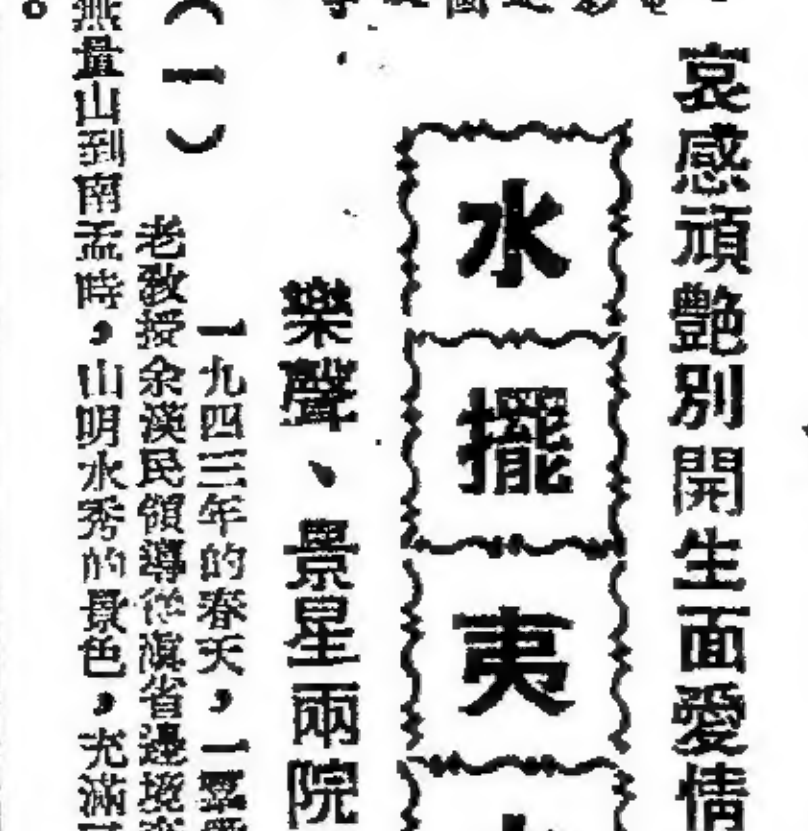 哀感頑艷別開生面愛情
水擺夷
樂聲、景星兩院
(一)
一九四三年的春天,一羣
老教授余漢民領導從滇省邊境
無量山到南孟時,山明水秀的景色,充滿